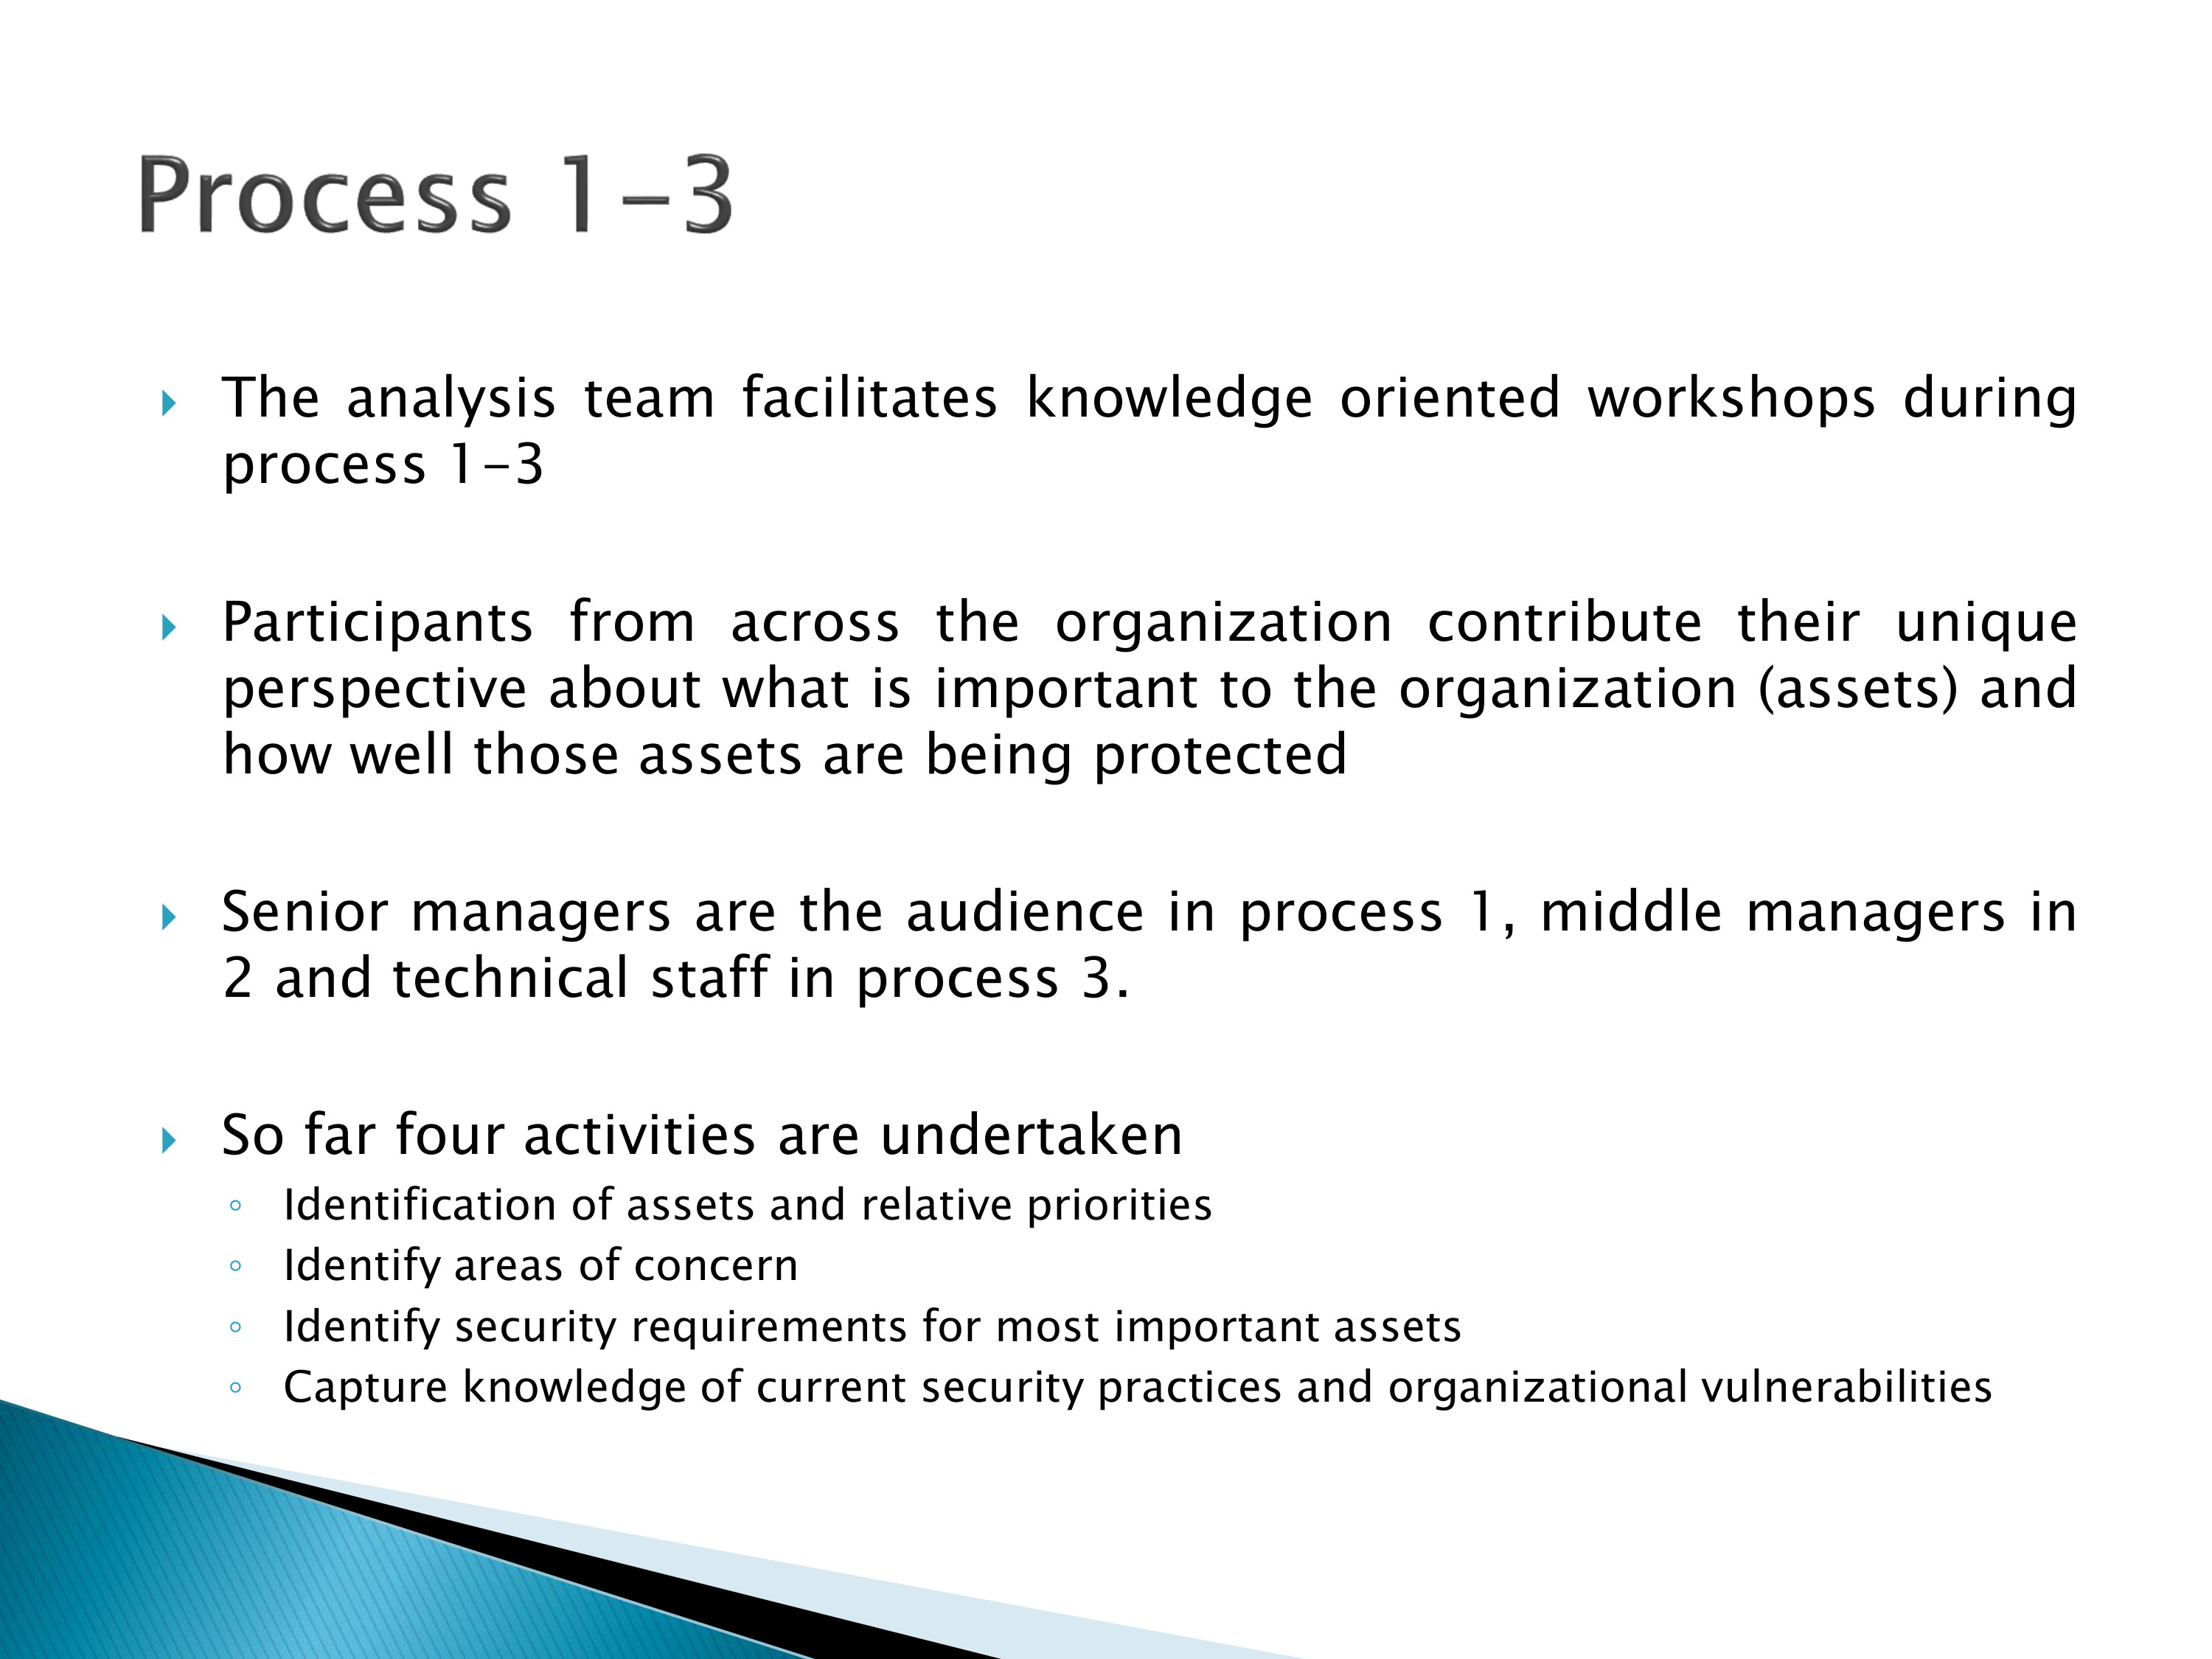 Process 1-3
The analysis team facilitates knowledge oriented workshops during
process 1-3
Participants from across the organization contribute their unique
perspective about what is important to the organization (assets) and
how well those assets are being protected
Senior managers are the audience in process 1, middle managers in
2 and technical staff in process 3.
So far four activities are undertaken
Identification of assets and relative priorities
Identify areas of concern
Identify security requirements for most important assets
Capture knowledge of current security practices and organizational vulnerabilities